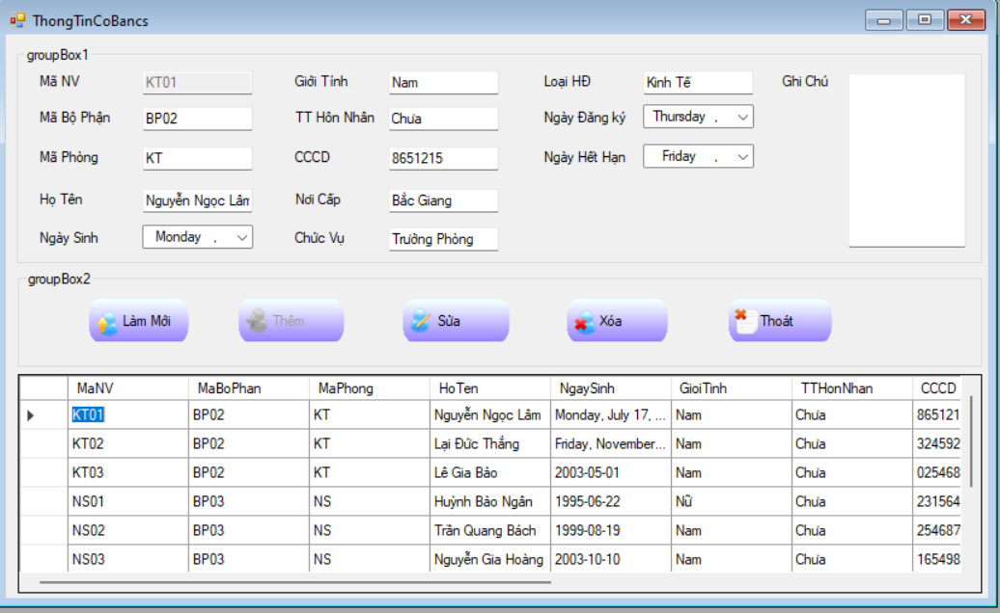 ThongTinCoBancs
groupBox1
Mã NV KT01 Giới Tính Nam Loại HĐ Kinh Tế Ghi Chú
Mã Bộ Phận BP02 TT Hôn Nhân Chưa Ngày Đăng ký Thursday ,
Mã Phòng KT CCCD 8651215 Ngày Hết Hạn Friday ,
Họ Tên Nguyễn Ngọc Lâm Nơi Cấp Bắc Giang
Ngày Sinh Monday , Chức Vụ Trưởng Phòng
groupBox2
Làm Mới Thêm Sửa Xóa Thoát
MaNV MaBoPhan MaPhong HoTen NgaySinh GioiTinh TTHonNhan CCCD
KT01 BP02 KT Nguyễn Ngọc Lâm Monday, July 17, ... Nam Chưa 865121
KT02 BP02 KT Lại Đức Thắng Friday, November... Nam Chưa 324592
KT03 BP02 KT Lê Gia Bảo 2003-05-01 Nam Chưa 025468
NS01 BP03 NS Huỳnh Bảo Ngân 1995-06-22 Nữ Chưa 231564
NS02 BP03 NS Trần Quang Bách 1999-08-19 Nam Chưa 254687
NS03 BP03 NS Nguyễn Gia Hoàng 2003-10-10 Nam Chưa 165498